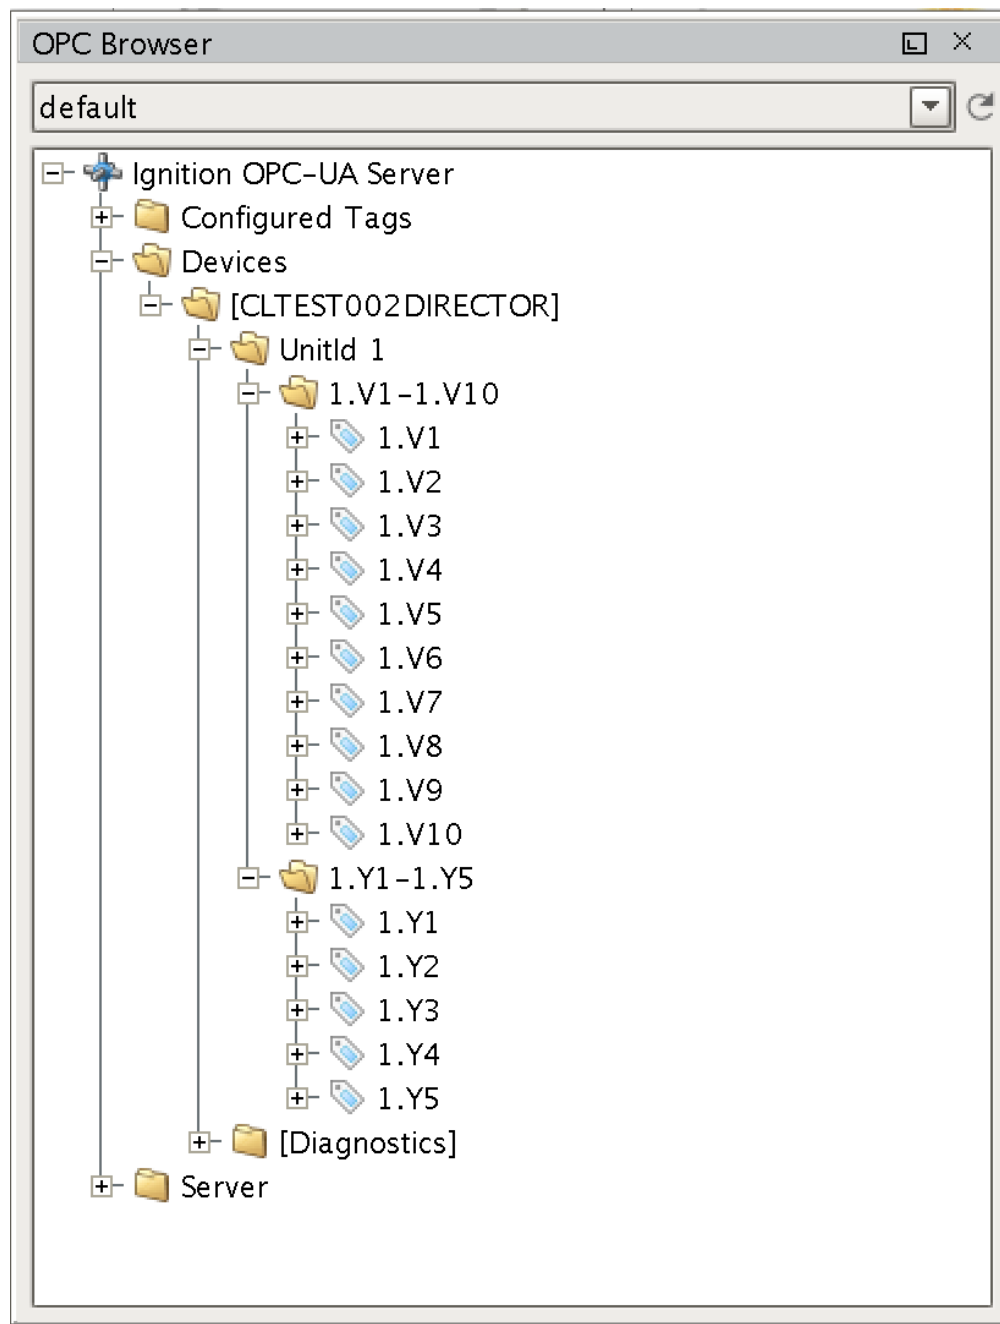 OPC Browser
default
Ignition OPC-UA Server
Configured Tags
Devices
[CLTEST002DIRECTOR]
UnitId 1
1.V1-1.V10
1.V1
1.V2
1.V3
1.V4
1.V5
1.V6
1.V7
1.V8
1.V9
1.V10
1.Y1-1.Y5
1.Y1
1.Y2
1.Y3
1.Y4
1.Y5
[Diagnostics]
Server